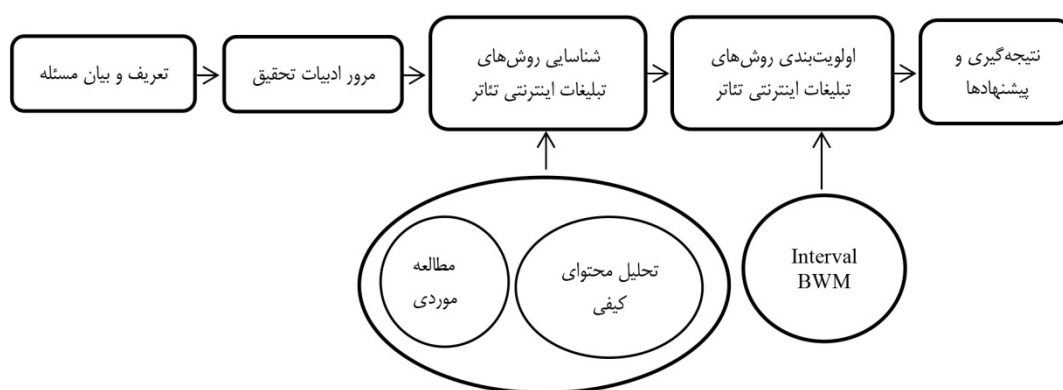 تعریف و بیان مسئله
مرور ادبیات تحقیق
شناسایی روش‌های
تبلیغات اینترنتی تئاتر
اولویت‌بندی روش‌های
تبلیغات اینترنتی تئاتر
نتیجه‌گیری و
پیشنهادها
مطالعه
موردی
تحلیل محتوای
کیفی
Interval
BWM